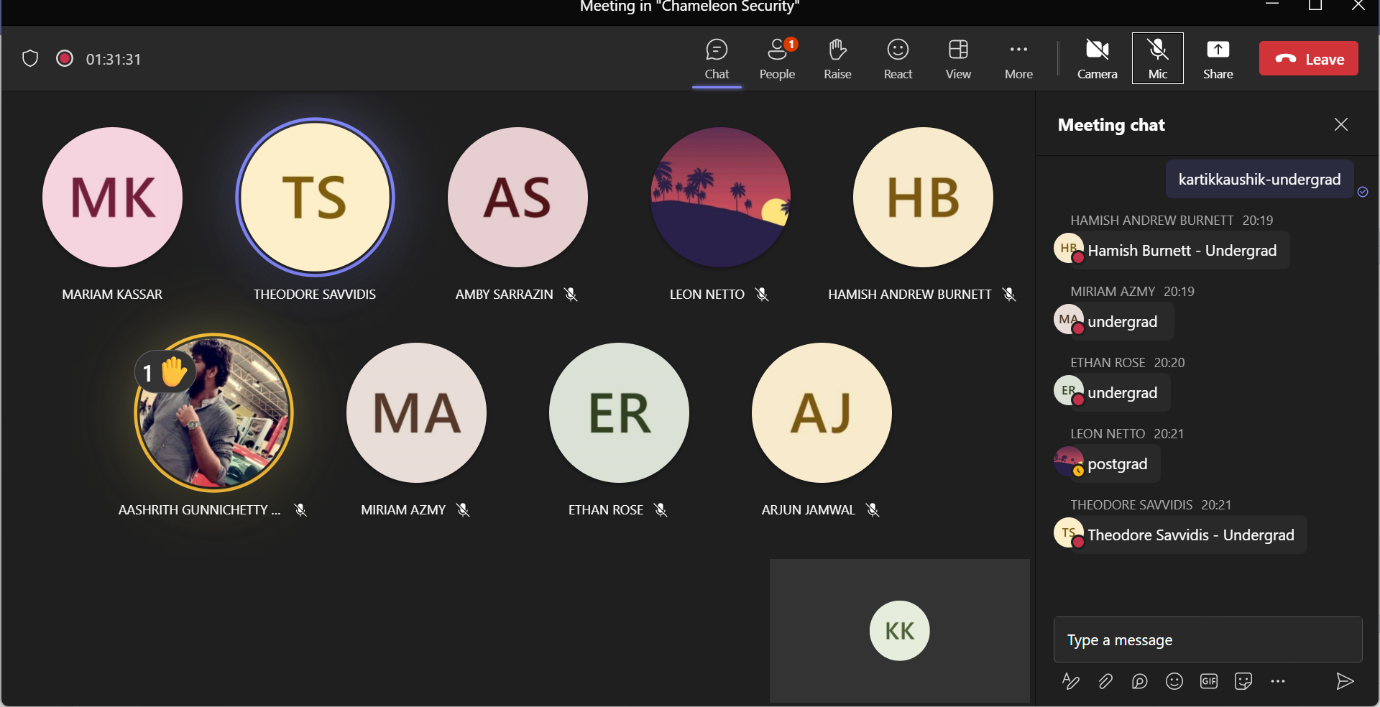 Meeting in "Chameleon Security"
01:31:31
Chat
People
1
Raise
React
View
More
Camera
Mic
Share
Leave
MK
MARIAM KASSAR
TS
THEODORE SAVVIDIS
AS
AMBY SARRAZIN
LEON NETTO
HB
HAMISH ANDREW BURNETT
1
AASHRITH GUNNICHETTY ...
MA
MIRIAM AZMY
ER
ETHAN ROSE
AJ
ARJUN JAMWAL
KK
Meeting chat
kartikkaushik-undergrad
HAMISH ANDREW BURNETT 20:19
HB
Hamish Burnett - Undergrad
MIRIAM AZMY 20:19
MA
undergrad
ETHAN ROSE 20:20
ER
undergrad
LEON NETTO 20:21
postgrad
THEODORE SAVVIDIS 20:21
TS
Theodore Savvidis - Undergrad
Type a message
GIF